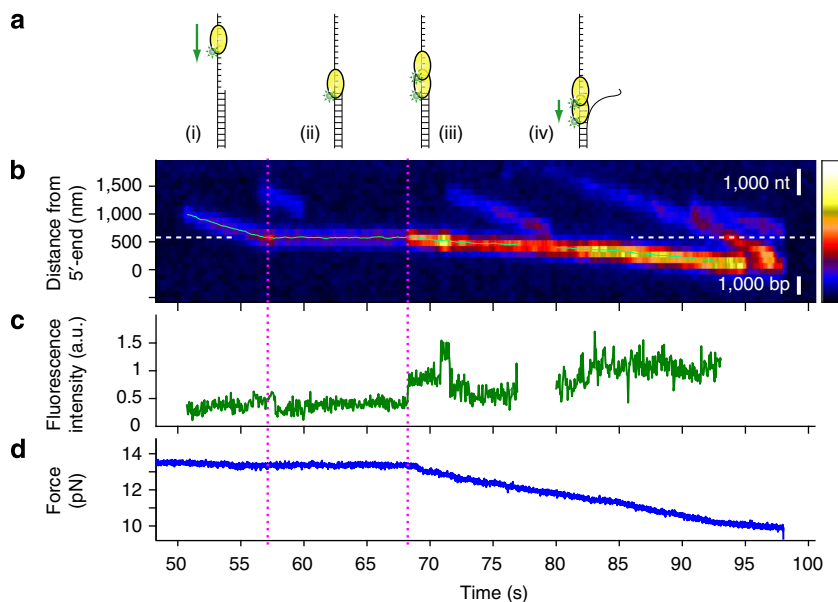 a
(i)
(ii)
(iii)
(iv)
b
Distance from
5′-end (nm)
1,500
1,000
500
0
1,000 nt
1,000 bp
c
Fluorescence
intensity (a.u.)
1.5
1
0.5
0
d
Force
(pN)
14
12
10
50 55 60 65 70 75 80 85 90 95 100
Time (s)